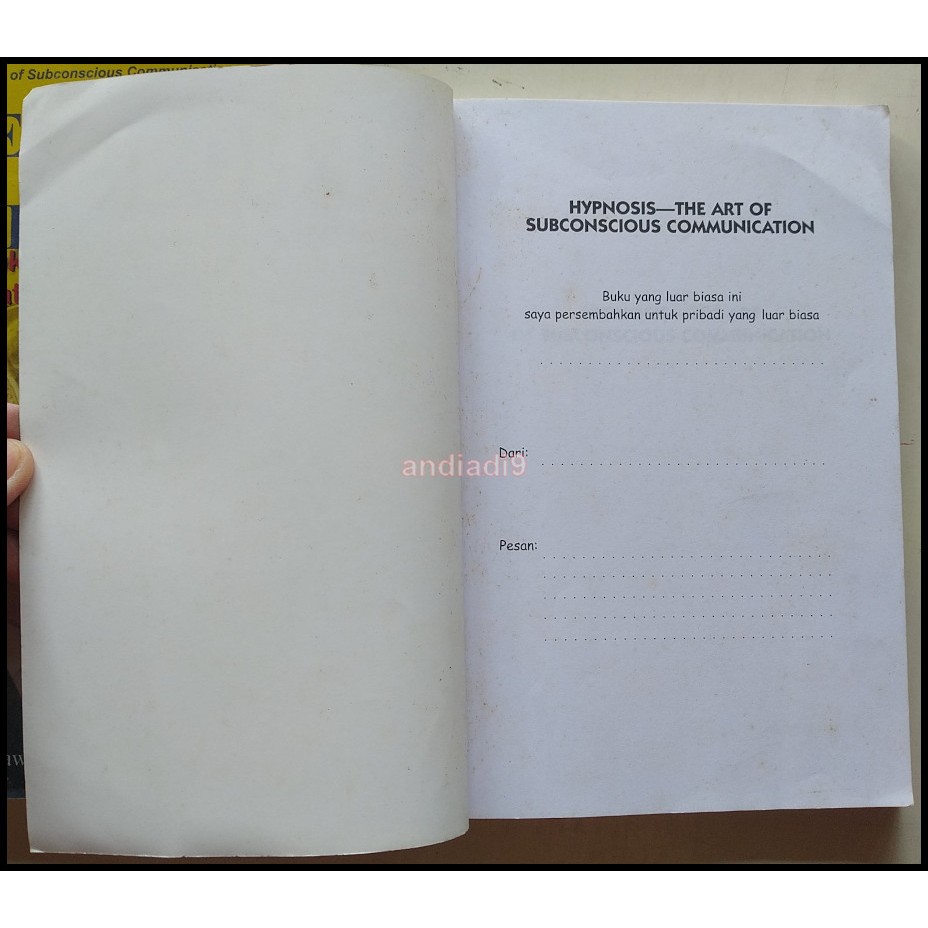 of Subconscious
HYPNOSIS—THE ART OF
SUBCONSCIOUS COMMUNICATION
Buku yang luar biasa ini
saya persembahkan untuk pribadi yang luar biasa
Dari:
andiadi9
Pesan: